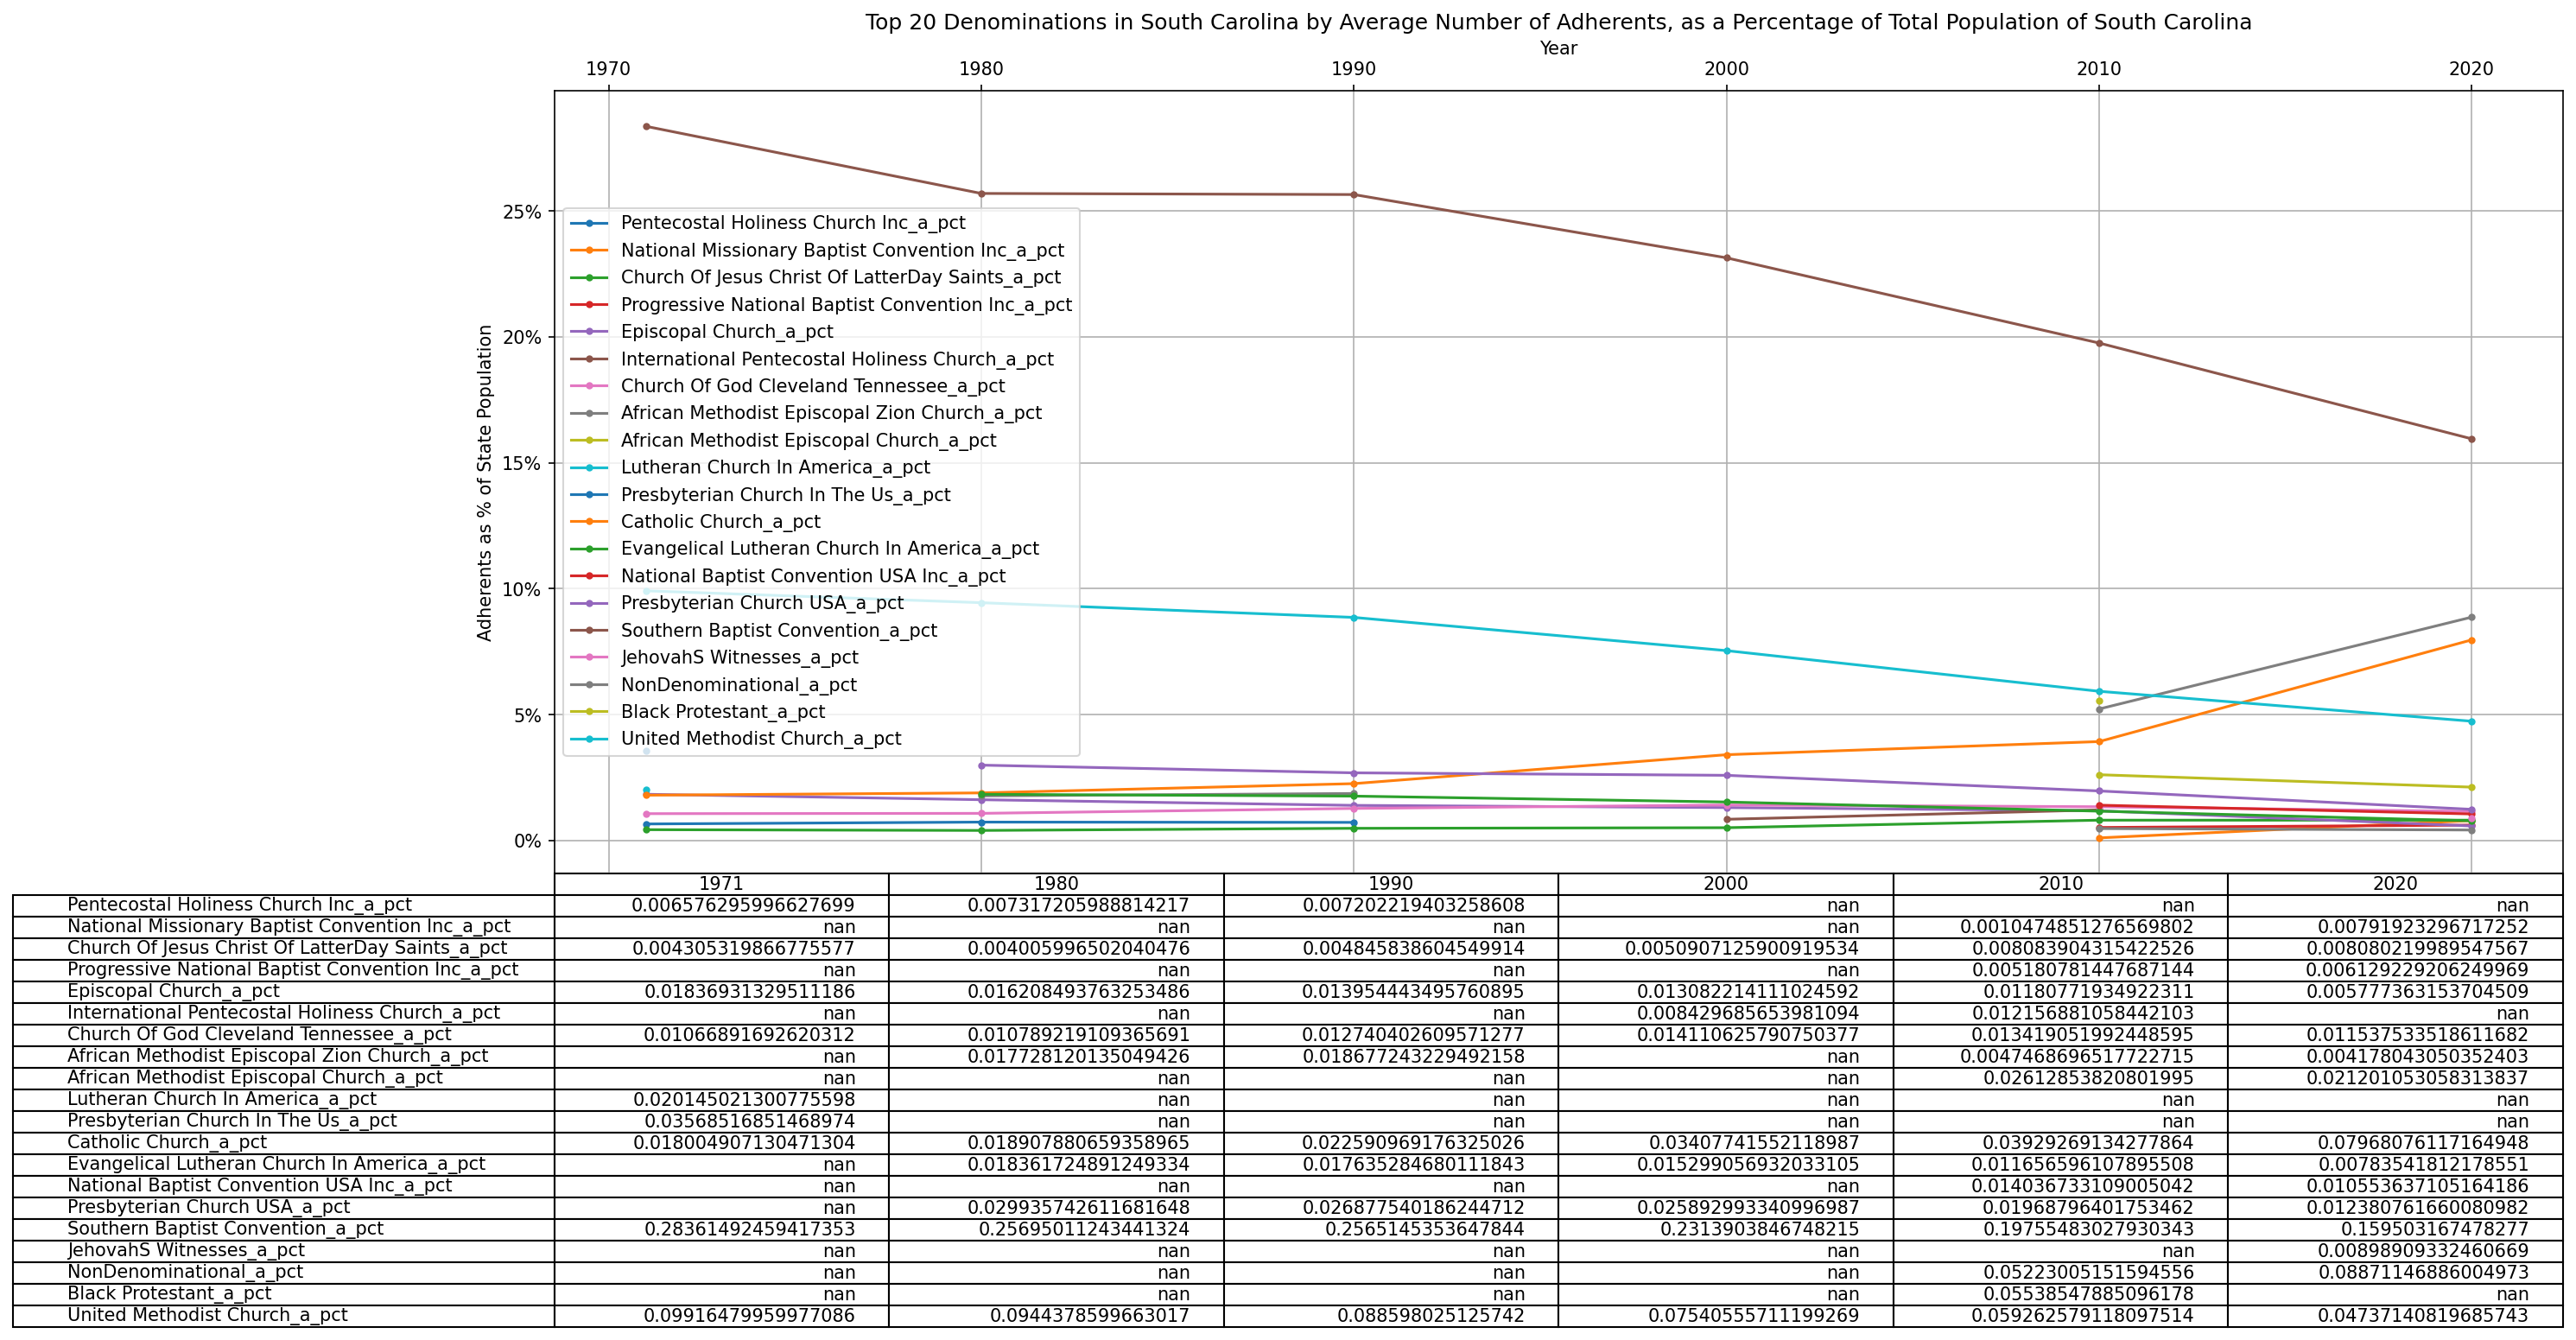 Top 20 Denominations in South Carolina by Average Number of Adherents, as a Percentage of Total Population of South Carolina
Year
1970 1980 1990 2000 2010 2020
Adherents as % of State Population
25%
20%
15%
10%
5%
0%
Pentecostal Holiness Church Inc_a_pct
National Missionary Baptist Convention Inc_a_pct
Church Of Jesus Christ Of LatterDay Saints_a_pct
Progressive National Baptist Convention Inc_a_pct
Episcopal Church_a_pct
International Pentecostal Holiness Church_a_pct
Church Of God Cleveland Tennessee_a_pct
African Methodist Episcopal Zion Church_a_pct
African Methodist Episcopal Church_a_pct
Lutheran Church In America_a_pct
Presbyterian Church In The Us_a_pct
Catholic Church_a_pct
Evangelical Lutheran Church In America_a_pct
National Baptist Convention USA Inc_a_pct
Presbyterian Church USA_a_pct
Southern Baptist Convention_a_pct
JehovahS Witnesses_a_pct
NonDenominational_a_pct
Black Protestant_a_pct
United Methodist Church_a_pct
1971 1980 1990 2000 2010 2020
Pentecostal Holiness Church Inc_a_pct 0.006576295996627699 0.007317205988814217 0.007202219403258608 nan nan nan
National Missionary Baptist Convention Inc_a_pct nan nan nan nan 0.0010474851276569802 0.007919232967172​52
Church Of Jesus Christ Of LatterDay Saints_a_pct 0.004305319866775577 0.004005996502040476 0.004845838604549914 0.0050907125900919534 0.008083904315422526 0.008080219989547567
Progressive National Baptist Convention Inc_a_pct nan nan nan nan 0.005180781447687144 0.006129229206249969
Episcopal Church_a_pct 0.01836931329511186 0.016208493763253486 0.013954443495760895 0.013082214111024592 0.01180771934922311 0.005777363153704509
International Pentecostal Holiness Church_a_pct nan nan nan 0.008429685653981094 0.012156881058442103 nan
Church Of God Cleveland Tennessee_a_pct 0.01066891692620312 0.010789219109365691 0.012740402609571277 0.014110625790750377 0.013419051992448595 0.011537533518611682
African Methodist Episcopal Zion Church_a_pct nan 0.017728120135049426 0.018677243229492158 nan 0.0047468696517722715 0.004178043050352403
African Methodist Episcopal Church_a_pct nan nan nan nan 0.02612853820801995 0.021201053058313837
Lutheran Church In America_a_pct 0.020145021300775598 nan nan nan nan nan
Presbyterian Church In The Us_a_pct 0.03568516851468974 nan nan nan nan nan
Catholic Church_a_pct 0.018004907130471304 0.018907880659358965 0.022590969176325026 0.03407741552118987 0.03929269134277864 0.07968076117164948
Evangelical Lutheran Church In America_a_pct nan 0.018361724891249334 0.017635284680111843 0.015299056932033105 0.011656596107895508 0.00783541812178551
National Baptist Convention USA Inc_a_pct nan nan nan nan 0.014036733109005042 0.010553637105164186
Presbyterian Church USA_a_pct nan 0.029935742611681648 0.026877540186244712 0.025892993340996987 0.01968796401753462 0.012380761660080982
Southern Baptist Convention_a_pct 0.283614924594​17353 0.25695011243441324 0.2565145353647844 0.2313903846748215 0.19755483027930343 0.159503167478277
JehovahS Witnesses_a_pct nan nan nan nan nan 0.00898909332460669
NonDenominational_a_pct nan nan nan nan 0.05223005151594556 0.08871146886004973
Black Protestant_a_pct nan nan nan nan 0.05538547885096178 nan
United Methodist Church_a_pct 0.09916479959977086 0.0944378599663017 0.088598025125742 0.07540555711199269 0.059262579118097514 0.04737140819685743